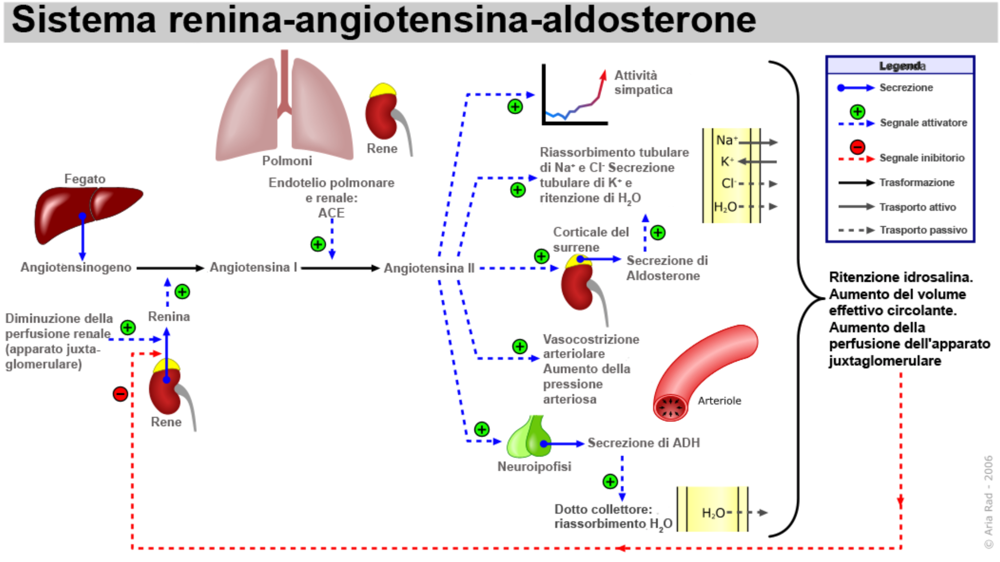 Sistema renina-angiotensina-aldosterone
Polmoni
Rene
Fegato
Endotelio polmonare
e renale:
ACE
Angiotensinogeno
Angiotensina I
Angiotensina II
Renina
Diminuzione della
perfusione renale
(apparato juxta-
glomerulare)
Rene
Attività
simpatica
Riassorbimento tubulare
di Na⁺ e Cl⁻ Secrezione
tubulare di K⁺ e
ritenzione di H₂O
Na⁺
K⁺
Cl⁻
H₂O
Corticale del
surrene
Secrezione di
Aldosterone
Vasocostrizione
arteriolare
Aumento della
pressione
arteriosa
Arteriole
Neuroipofisi
Secrezione di ADH
Dotto collettore:
riassorbimento H₂O
H₂O
Secrezione
Segnale attivatore
Segnale inibitorio
Trasformazione
Trasporto attivo
Trasporto passivo
Ritenzione idrosalina.
Aumento del volume
effettivo circolante.
Aumento della
perfusione dell'apparato
juxtaglomerulare
© Aria Rad - 2006